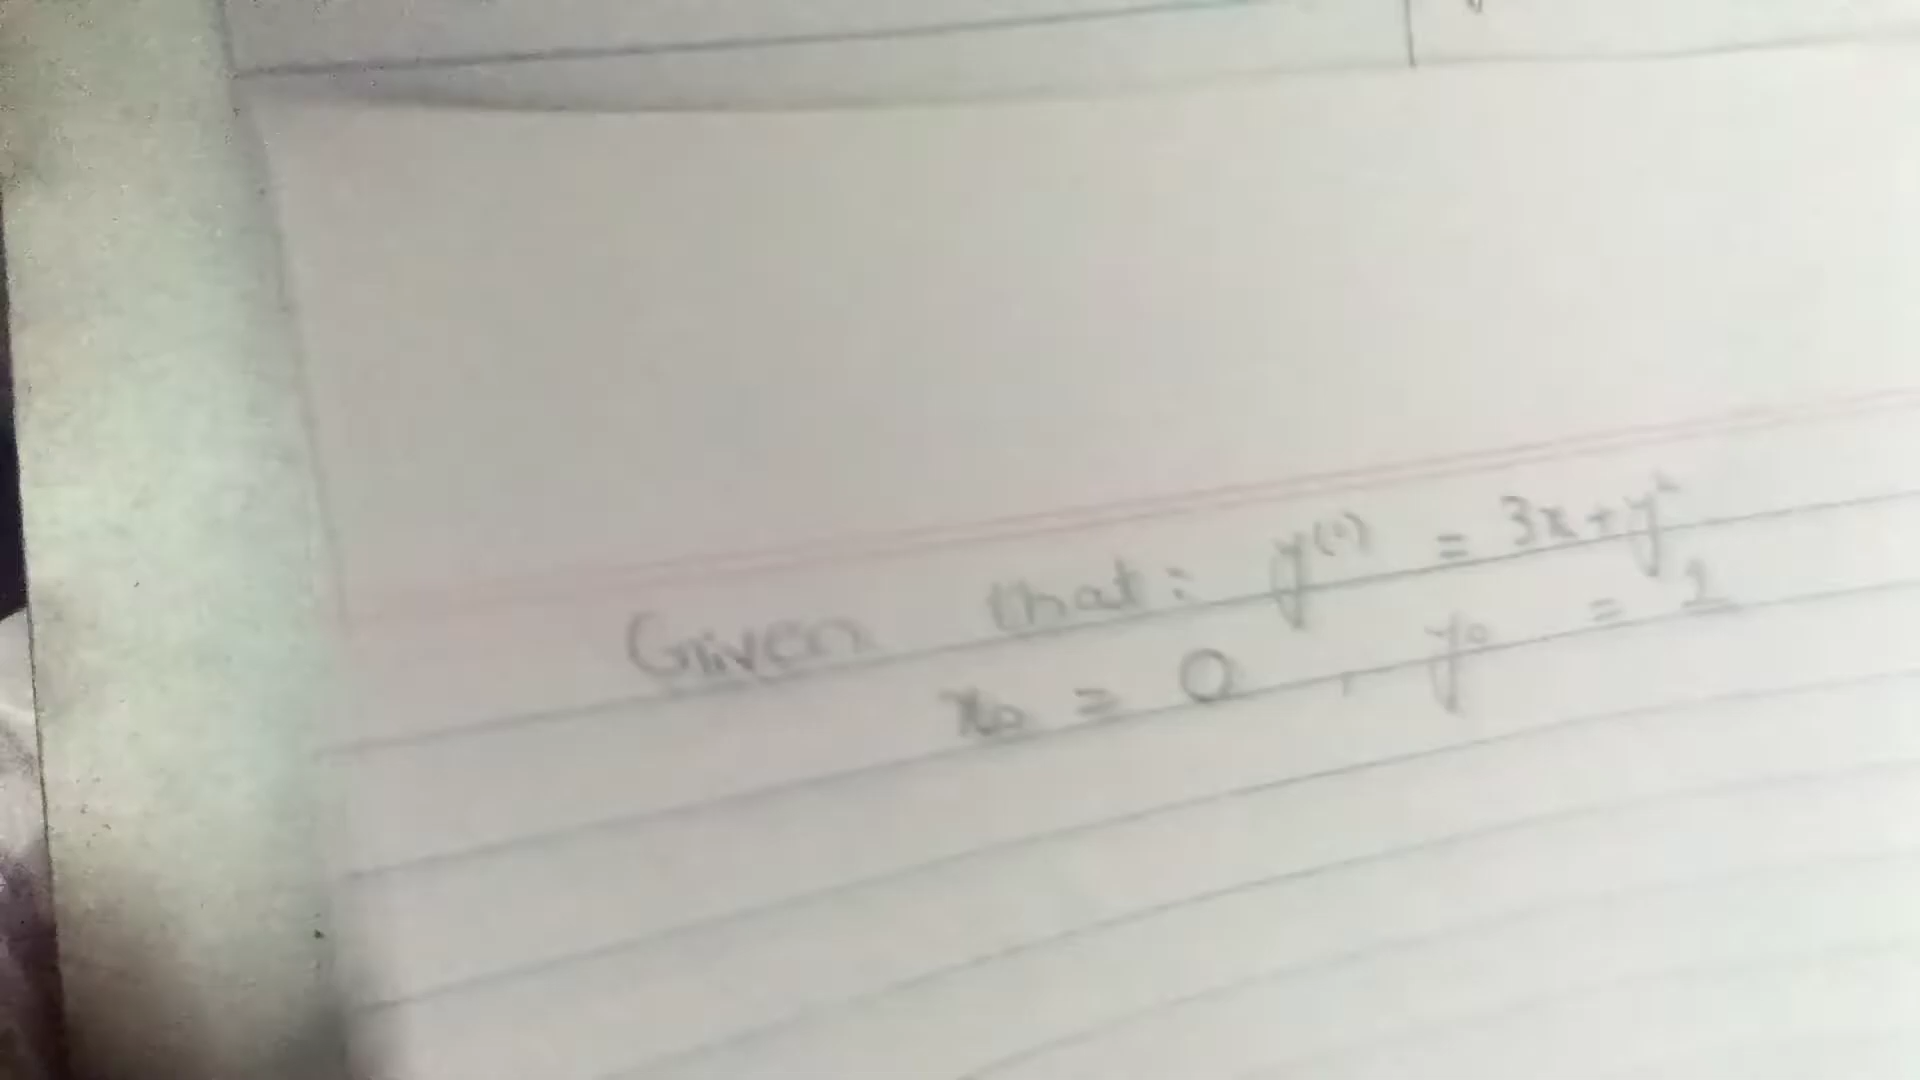 Given that: y⁽¹⁾ = 3x + y²
x₀ = 0, y₀ = 1